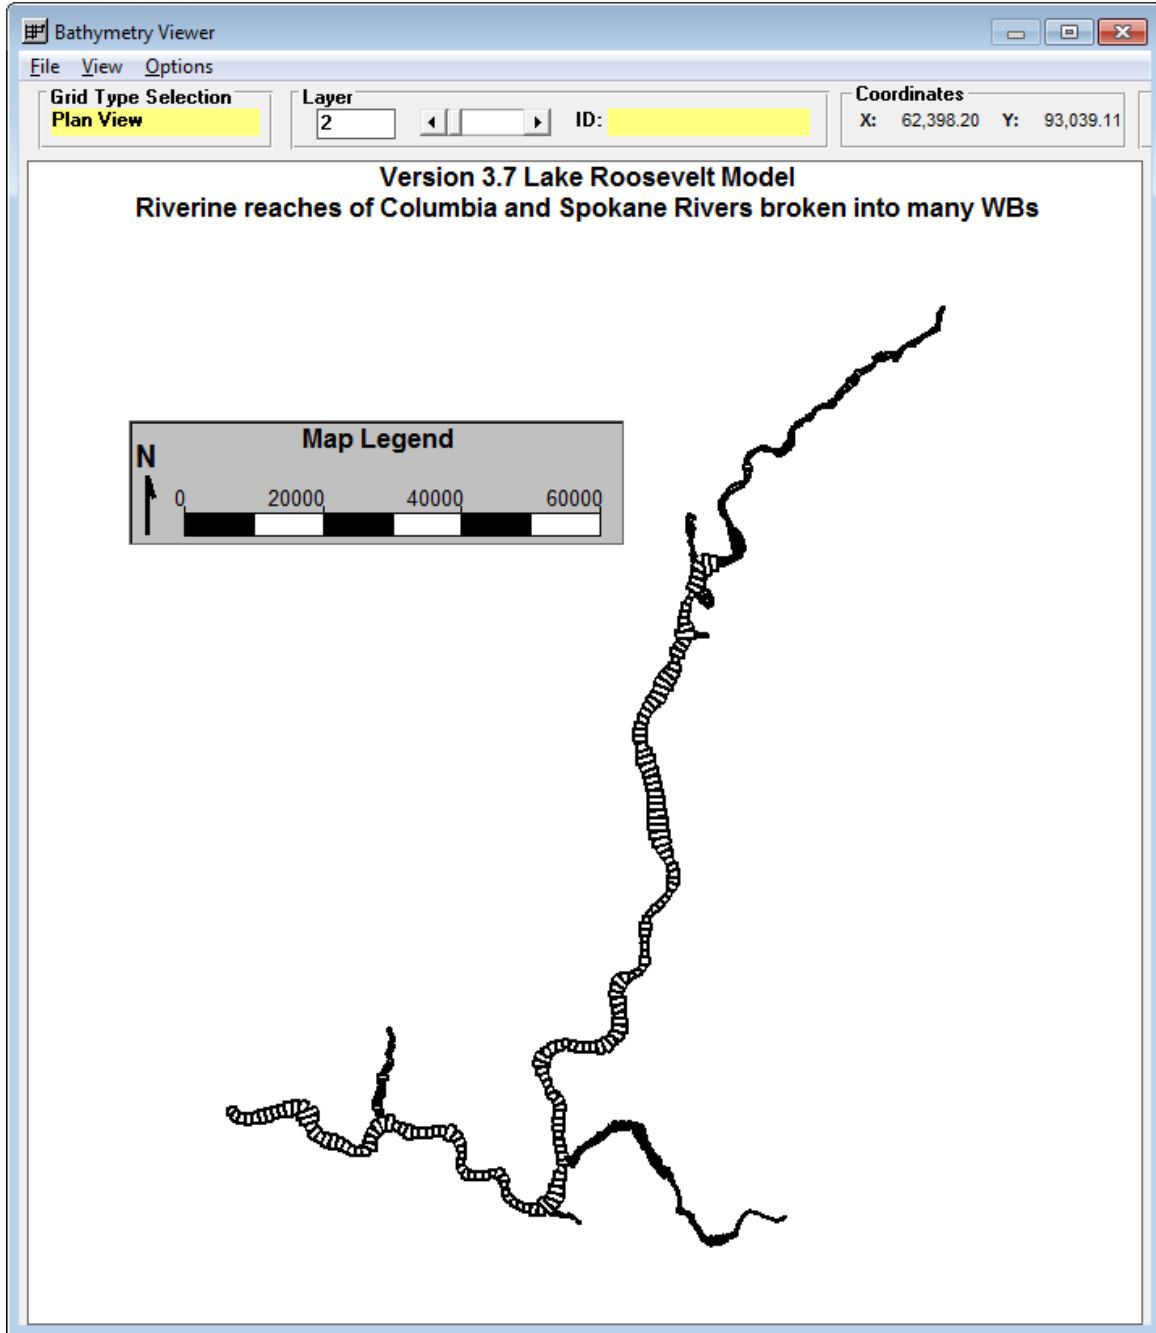 Bathymetry Viewer
File View Options
Grid Type Selection
Plan View
Layer
2
ID:
Coordinates
X: 62,398.20 Y: 93,039.11
Version 3.7 Lake Roosevelt Model
Riverine reaches of Columbia and Spokane Rivers broken into many WBs
Map Legend
N
0 20000 40000 60000